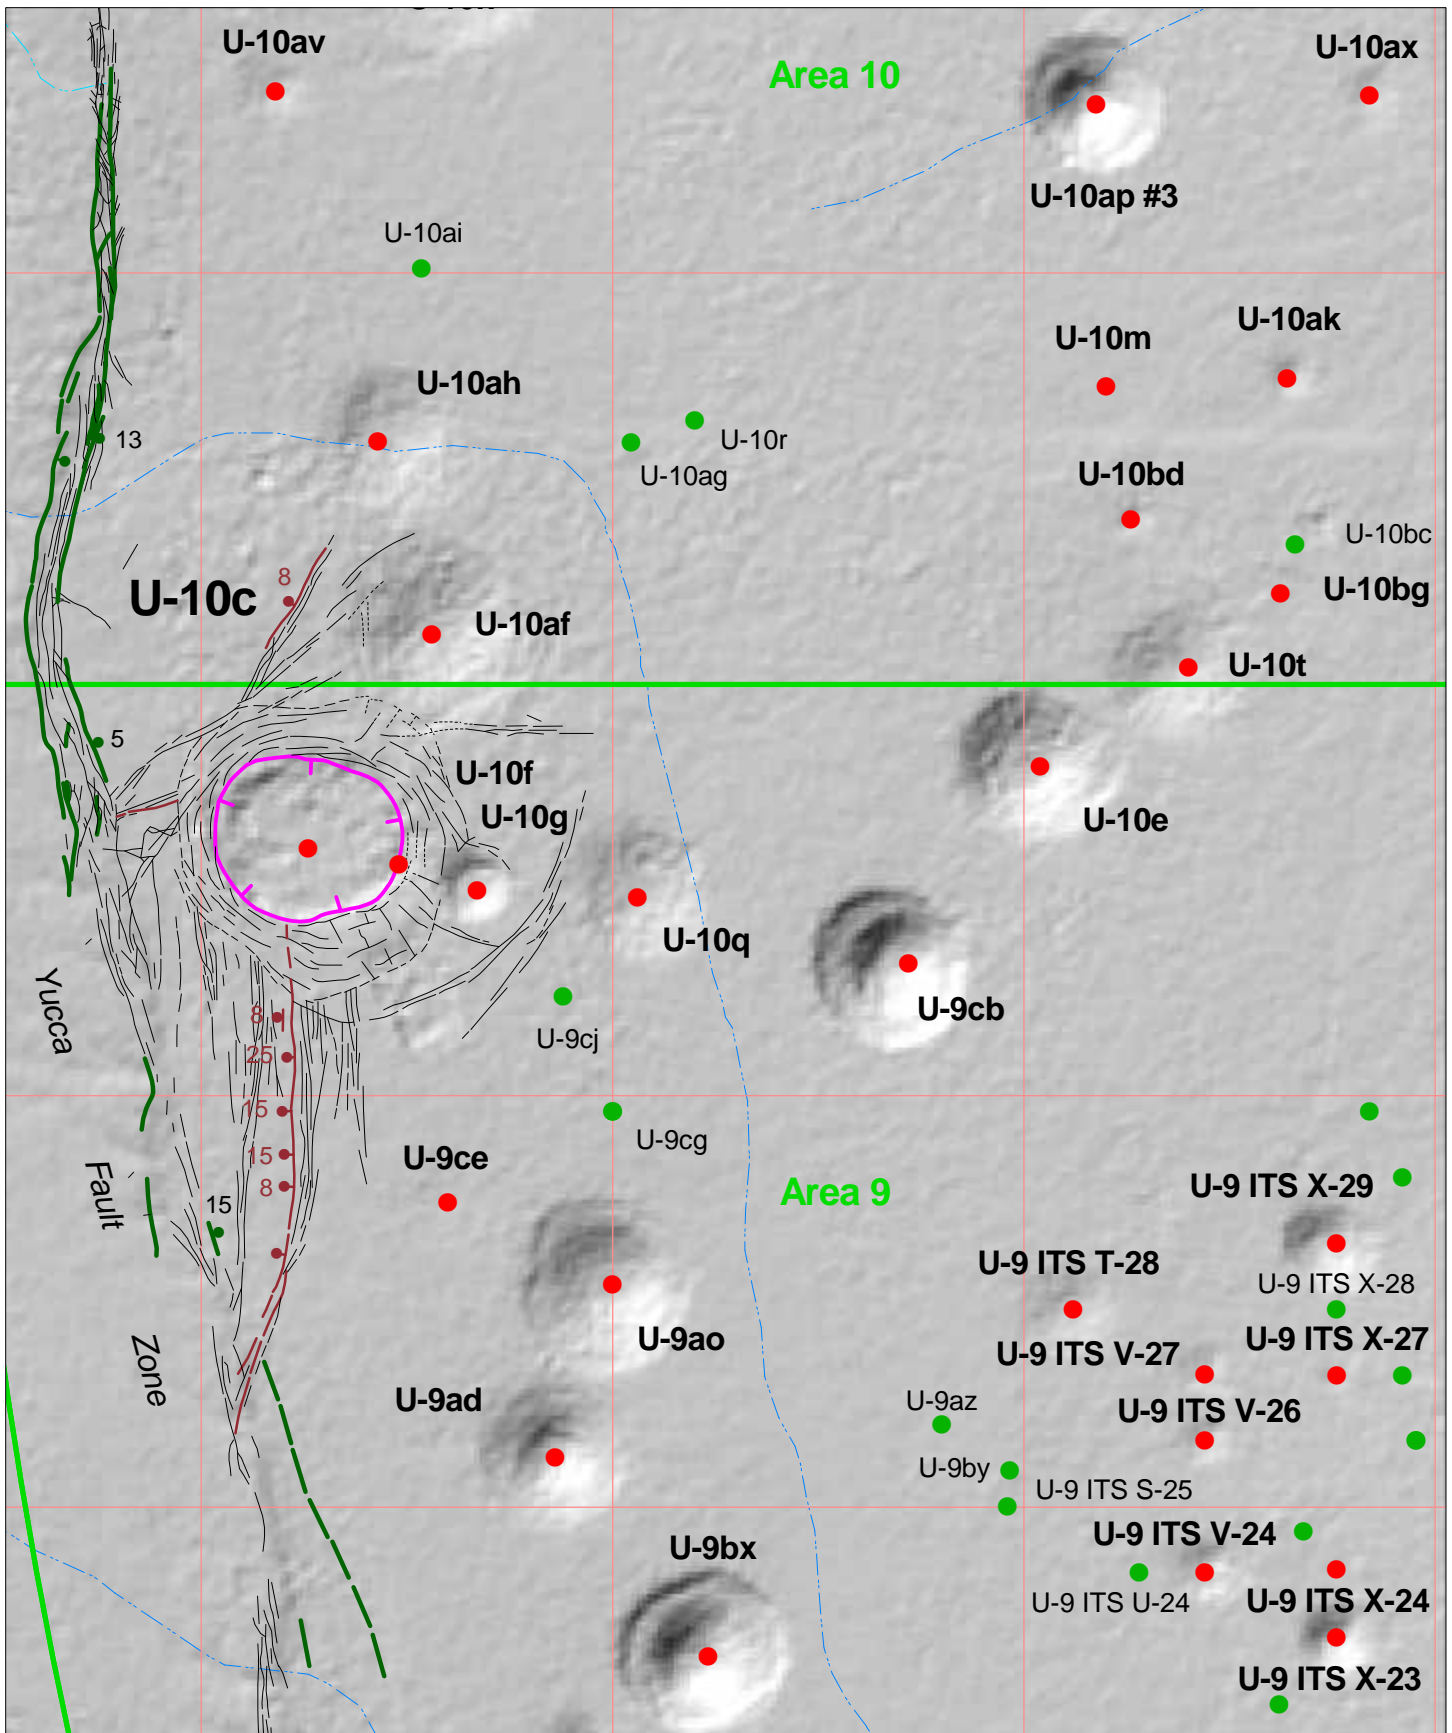 U-10av
Area 10
U-10ax
U-10ap #3
U-10ai
U-10ak
U-10m
U-10ah
U-10r
13
U-10ag
U-10bd
U-10bc
8
U-10c
U-10bg
U-10af
U-10t
5
U-10f
U-10g
U-10e
U-10q
U-9cb
Yucca
8
U-9cj
25
15
U-9cg
15
U-9ce
8
Fault
15
Area 9
U-9 ITS X-29
U-9 ITS T-28
U-9 ITS X-28
U-9ao
U-9 ITS X-27
U-9 ITS V-27
Zone
U-9ad
U-9az
U-9 ITS V-26
U-9by
U-9 ITS S-25
U-9 ITS V-24
U-9bx
U-9 ITS U-24
U-9 ITS X-24
U-9 ITS X-23